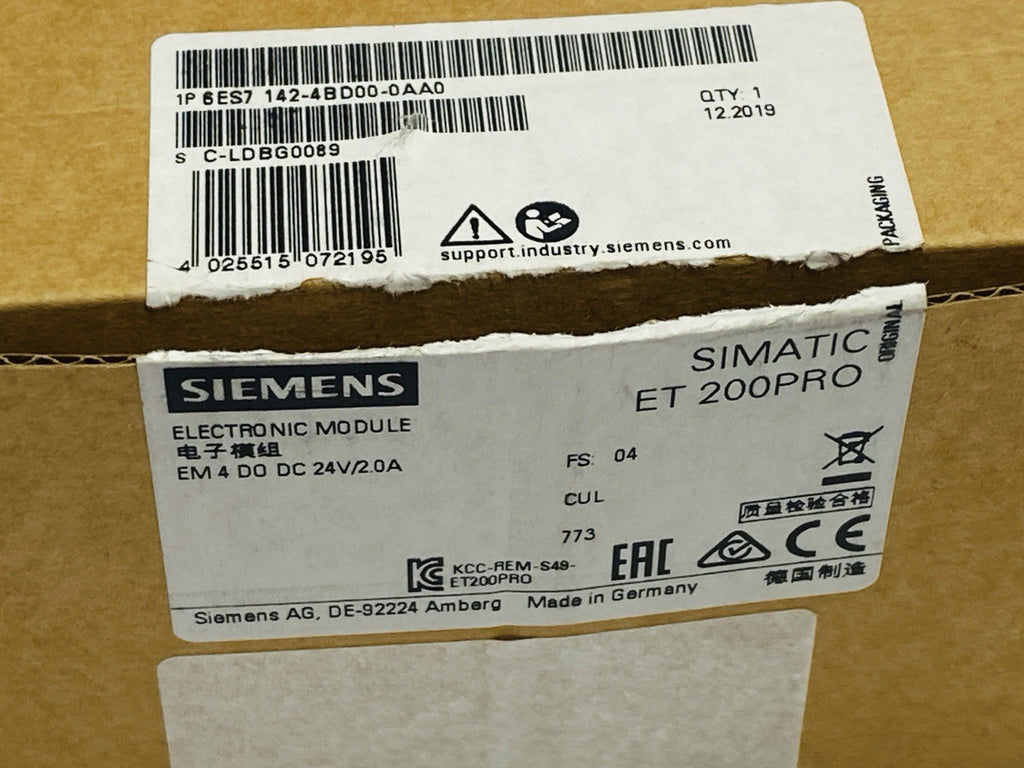 1P 6ES7 142-4BD00-0AA0
QTY: 1
12.2019
S C-LDBG0089
4 025515 072195
support.industry.siemens.com
ORIGINAL PACKAGING
SIEMENS
SIMATIC
ET 200PRO
ELECTRONIC MODULE
电子模组
EM 4 DO DC 24V/2.0A
FS: 04
CUL
773
质量检验合格
KCC-REM-S49-
ET200PRO
EAC
CE
德国制造
Siemens AG, DE-92224 Amberg Made in Germany